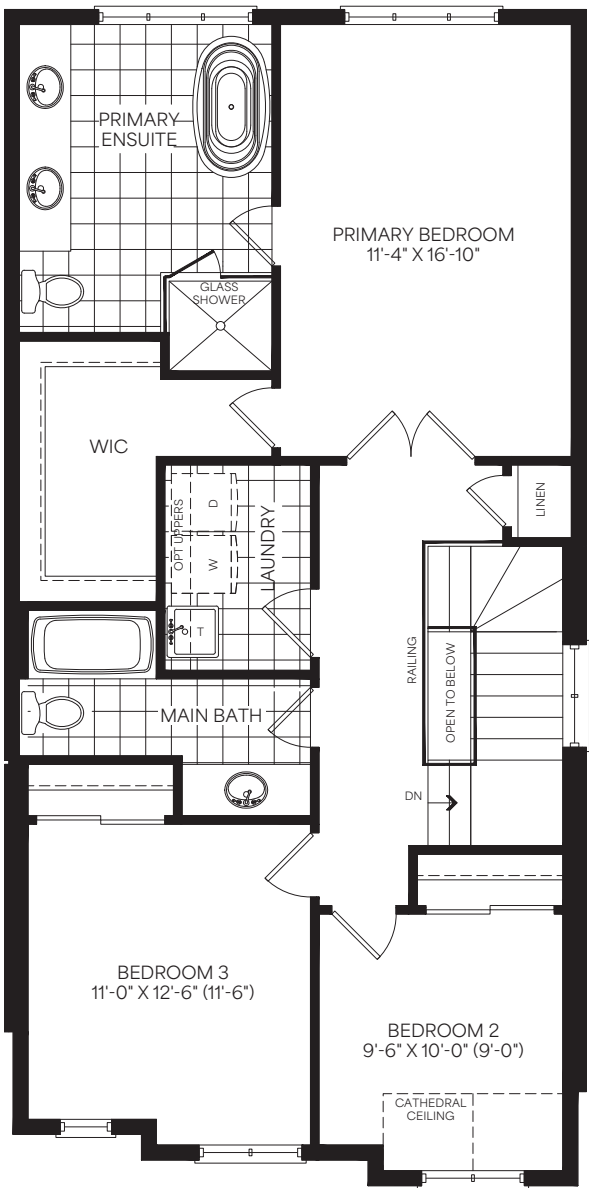 PRIMARY
ENSUITE
PRIMARY BEDROOM
11'-4" X 16'-10"
GLASS
SHOWER
WIC
LINEN
OPT UPPERS
D
W
LAUNDRY
T
RAILING
OPEN TO BELOW
MAIN BATH
DN
BEDROOM 3
11'-0" X 12'-6" (11'-6")
BEDROOM 2
9'-6" X 10'-0" (9'-0")
CATHEDRAL
CEILING